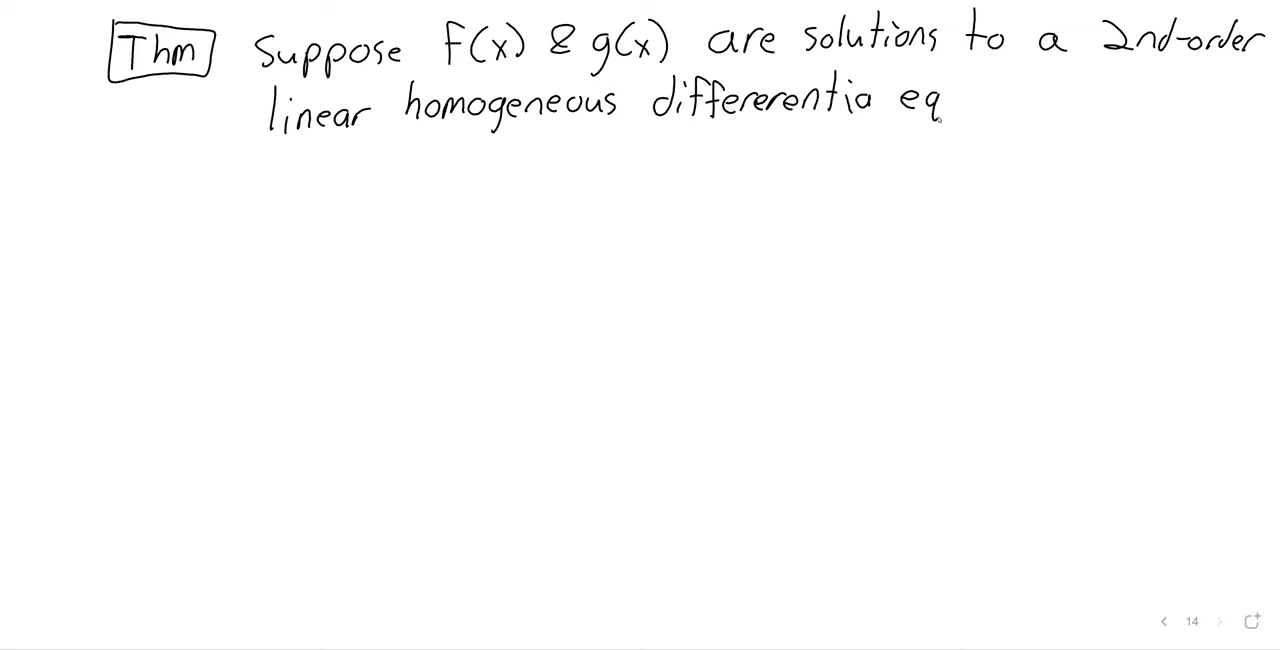 Thm Suppose f(x) & g(x) are solutions to a 2nd-order
linear homogeneous differerentia eq
14